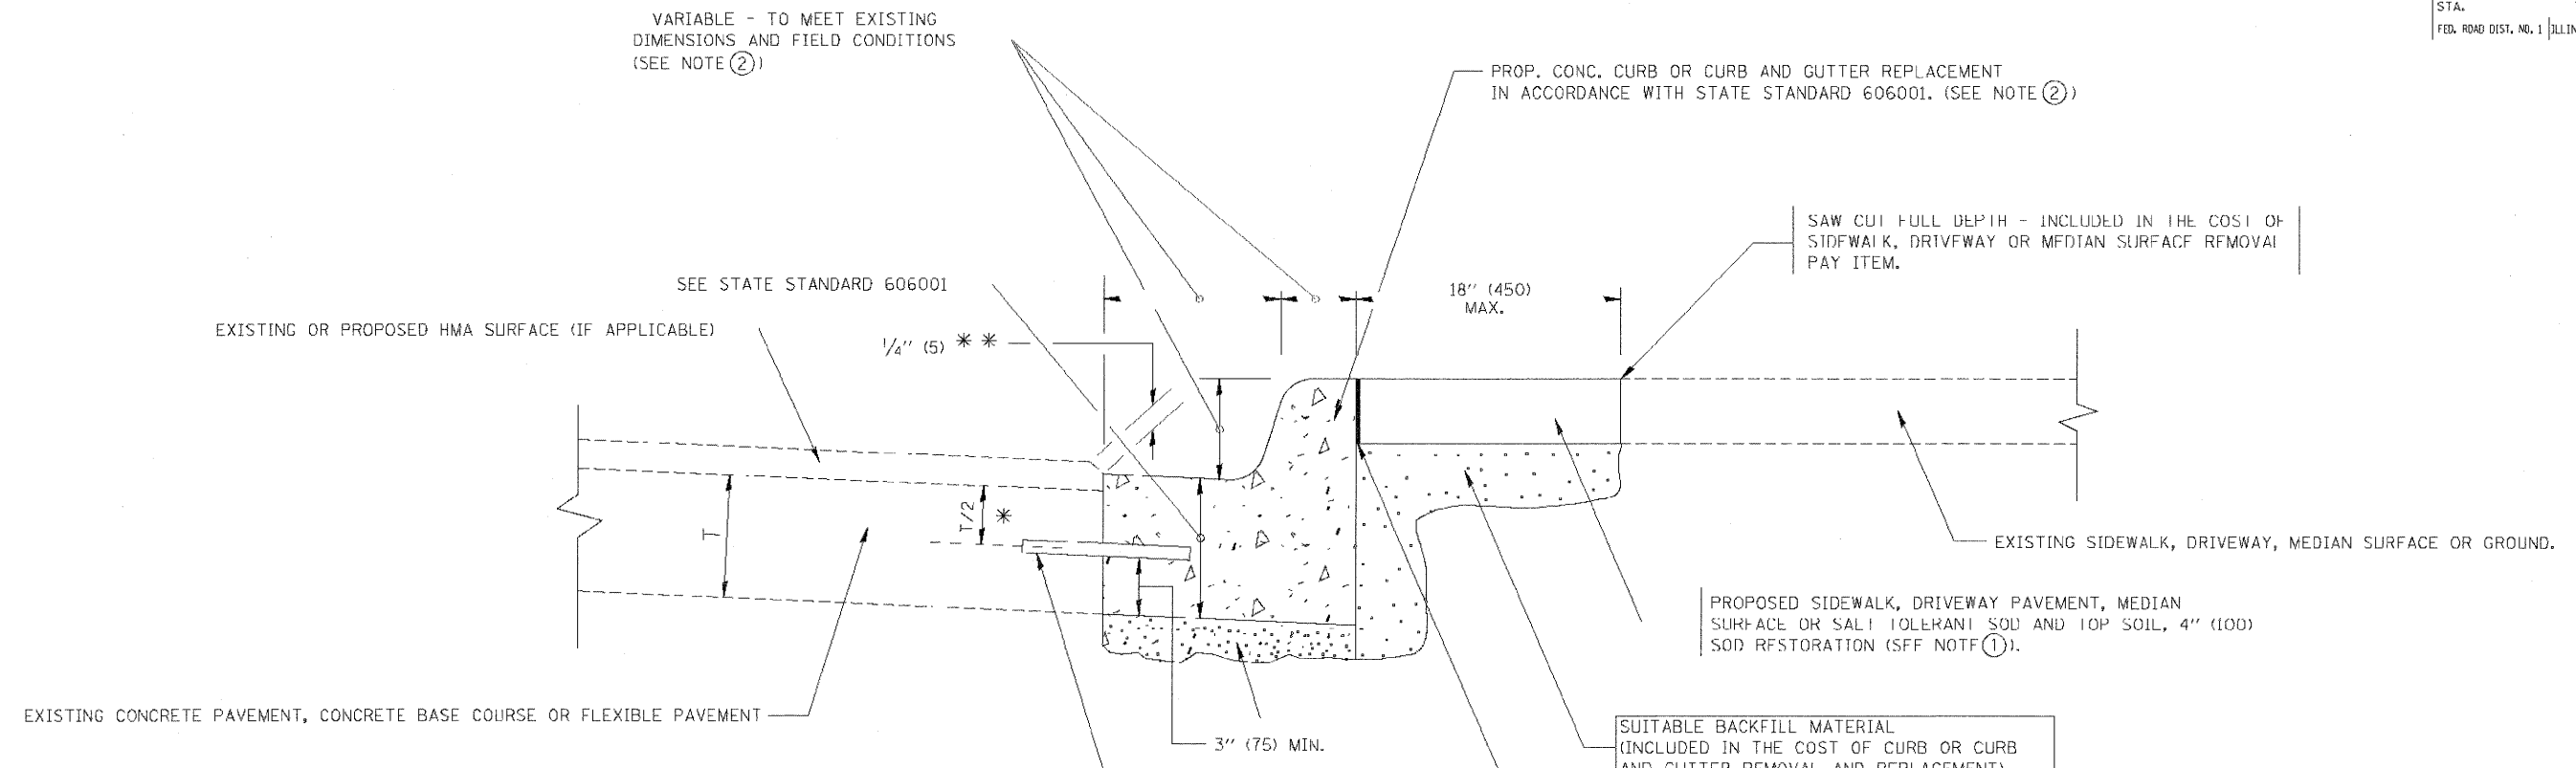 STA.
FED. ROAD DIST. NO. 1
VARIABLE - TO MEET EXISTING
DIMENSIONS AND FIELD CONDITIONS
(SEE NOTE 2)
PROP. CONC. CURB OR CURB AND GUTTER REPLACEMENT
IN ACCORDANCE WITH STATE STANDARD 606001. (SEE NOTE 2)
SAW CUT FULL DEPTH - INCLUDED IN THE COST OF
SIDEWALK, DRIVEWAY OR MEDIAN SURFACE REMOVAL
PAY ITEM.
SEE STATE STANDARD 606001
18" (450)
MAX.
EXISTING OR PROPOSED HMA SURFACE (IF APPLICABLE)
1/4" (5) * *
T
T/2
*
EXISTING SIDEWALK, DRIVEWAY, MEDIAN SURFACE OR GROUND.
PROPOSED SIDEWALK, DRIVEWAY PAVEMENT, MEDIAN
SURFACE OR SALT TOLERANT SOD AND TOP SOIL, 4" (100)
SOD RESTORATION (SEE NOTE 1).
EXISTING CONCRETE PAVEMENT, CONCRETE BASE COURSE OR FLEXIBLE PAVEMENT
3" (75) MIN.
SUITABLE BACKFILL MATERIAL
(INCLUDED IN THE COST OF CURB OR CURB
AND GUTTER REMOVAL AND REPLACEMENT)